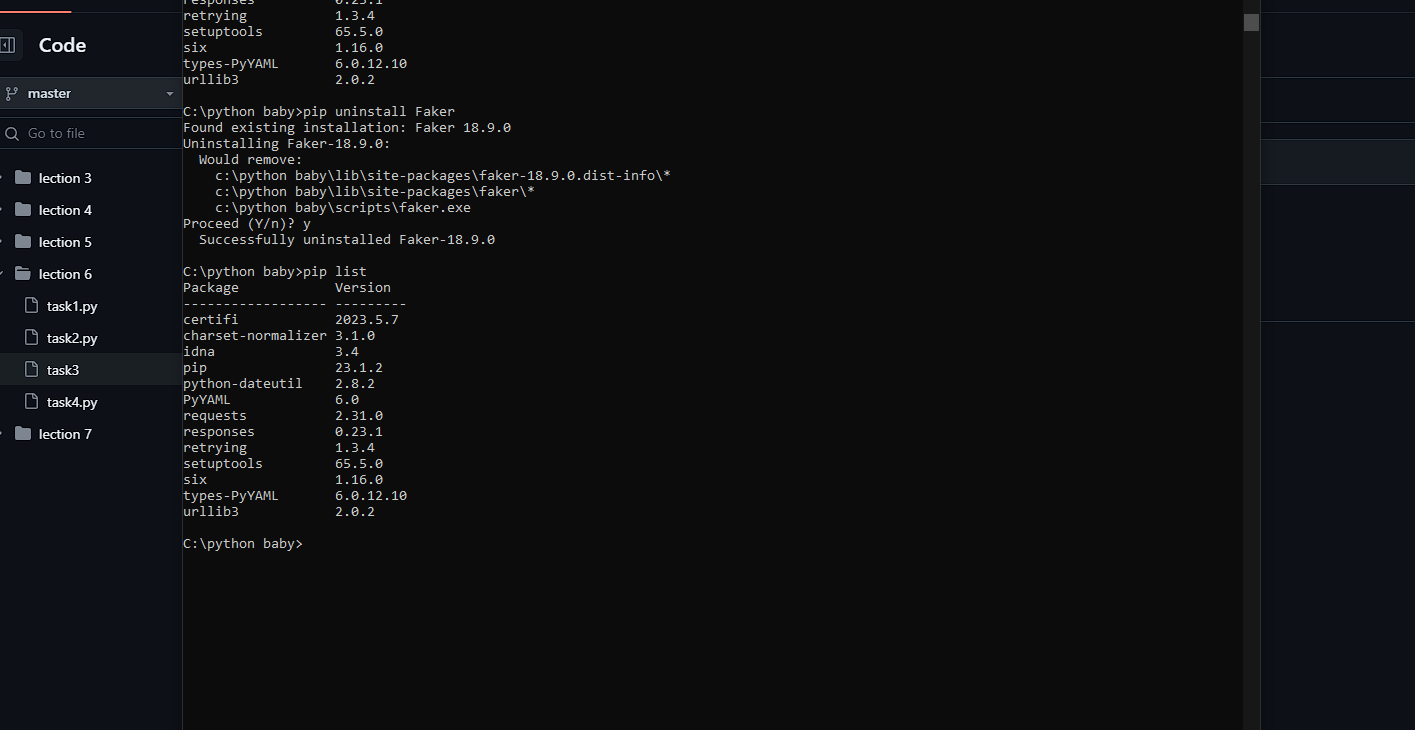 Code
master
Go to file
lection 3
lection 4
lection 5
lection 6
task1.py
task2.py
task3
task4.py
lection 7
responses 0.23.1
retrying 1.3.4
setuptools 65.5.0
six 1.16.0
types-PyYAML 6.0.12.10
urllib3 2.0.2
C:\python baby>pip uninstall Faker
Found existing installation: Faker 18.9.0
Uninstalling Faker-18.9.0:
Would remove:
c:\python baby\lib\site-packages\faker-18.9.0.dist-info\*
c:\python baby\lib\site-packages\faker\*
c:\python baby\scripts\faker.exe
Proceed (Y/n)? y
Successfully uninstalled Faker-18.9.0
C:\python baby>pip list
Package Version
------------------ ---------
certifi 2023.5.7
charset-normalizer 3.1.0
idna 3.4
pip 23.1.2
python-dateutil 2.8.2
PyYAML 6.0
requests 2.31.0
responses 0.23.1
retrying 1.3.4
setuptools 65.5.0
six 1.16.0
types-PyYAML 6.0.12.10
urllib3 2.0.2
C:\python baby>